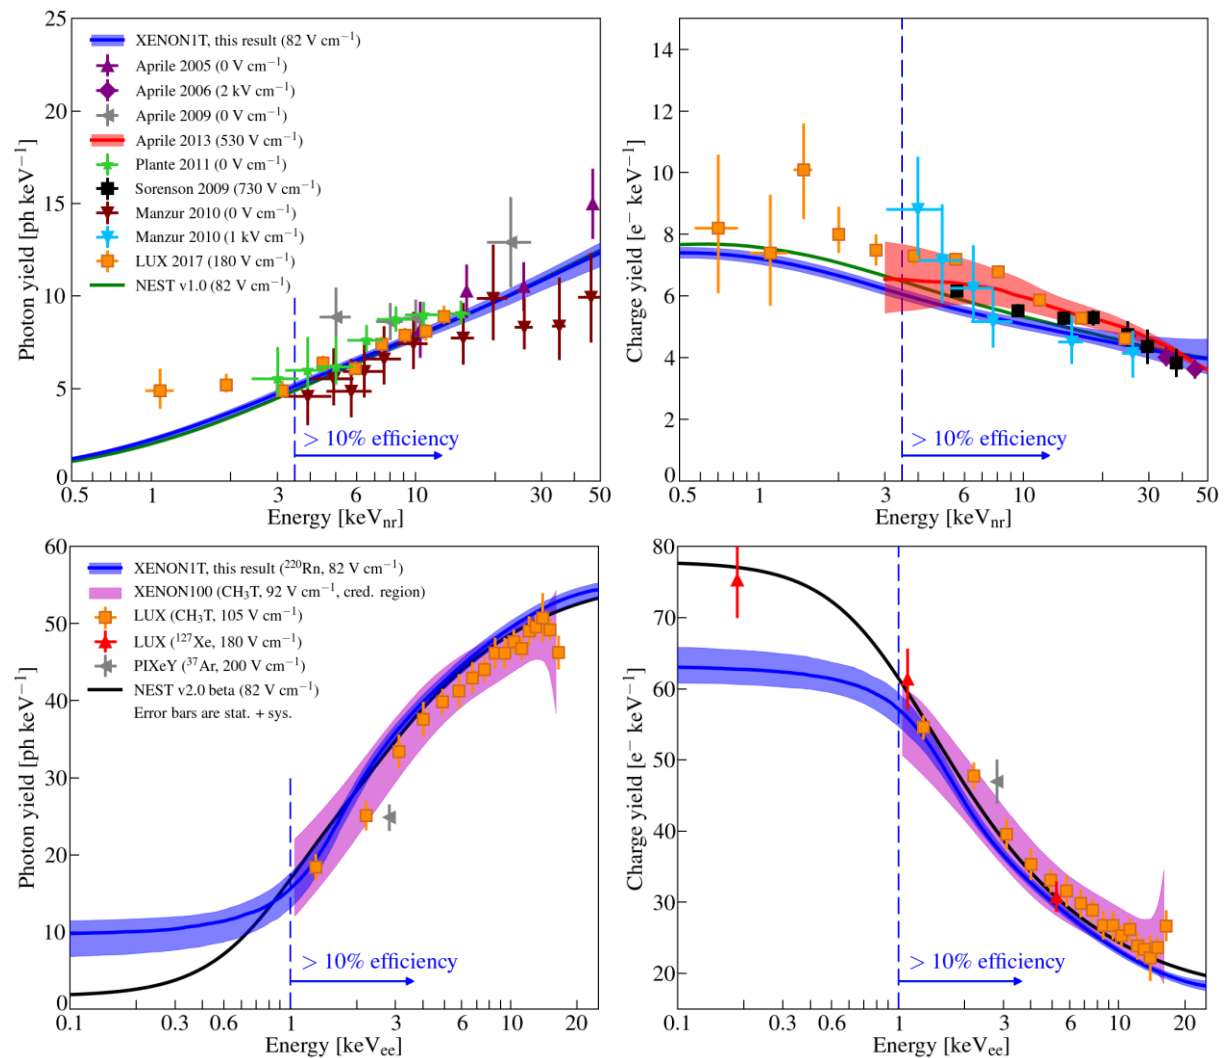 25
20
15
10
5
0
Photon yield [ph keV⁻¹]
XENON1T, this result (82 V cm⁻¹)
Aprile 2005 (0 V cm⁻¹)
Aprile 2006 (2 kV cm⁻¹)
Aprile 2009 (0 V cm⁻¹)
Aprile 2013 (530 V cm⁻¹)
Plante 2011 (0 V cm⁻¹)
Sorenson 2009 (730 V cm⁻¹)
Manzur 2010 (0 V cm⁻¹)
Manzur 2010 (1 kV cm⁻¹)
LUX 2017 (180 V cm⁻¹)
NEST v1.0 (82 V cm⁻¹)
> 10% efficiency
0.5 1 3 6 10 30 50
Energy [keVₙᵣ]
14
12
10
8
6
4
2
0
Charge yield [e⁻ keV⁻¹]
> 10% efficiency
0.5 1 3 6 10 30 50
Energy [keVₙᵣ]
60
50
40
30
20
10
0
Photon yield [ph keV⁻¹]
XENON1T, this result (²²⁰Rn, 82 V cm⁻¹)
XENON100 (CH₃T, 92 V cm⁻¹, cred. region)
LUX (CH₃T, 105 V cm⁻¹)
LUX (¹²⁷Xe, 180 V cm⁻¹)
PIXeY (³⁷Ar, 200 V cm⁻¹)
NEST v2.0 beta (82 V cm⁻¹)
Error bars are stat. + sys.
> 10% efficiency
0.1 0.3 0.6 1 3 6 10 20
Energy [keVₑₑ]
80
70
60
50
40
30
20
Charge yield [e⁻ keV⁻¹]
> 10% efficiency
0.1 0.3 0.6 1 3 6 10 20
Energy [keVₑₑ]